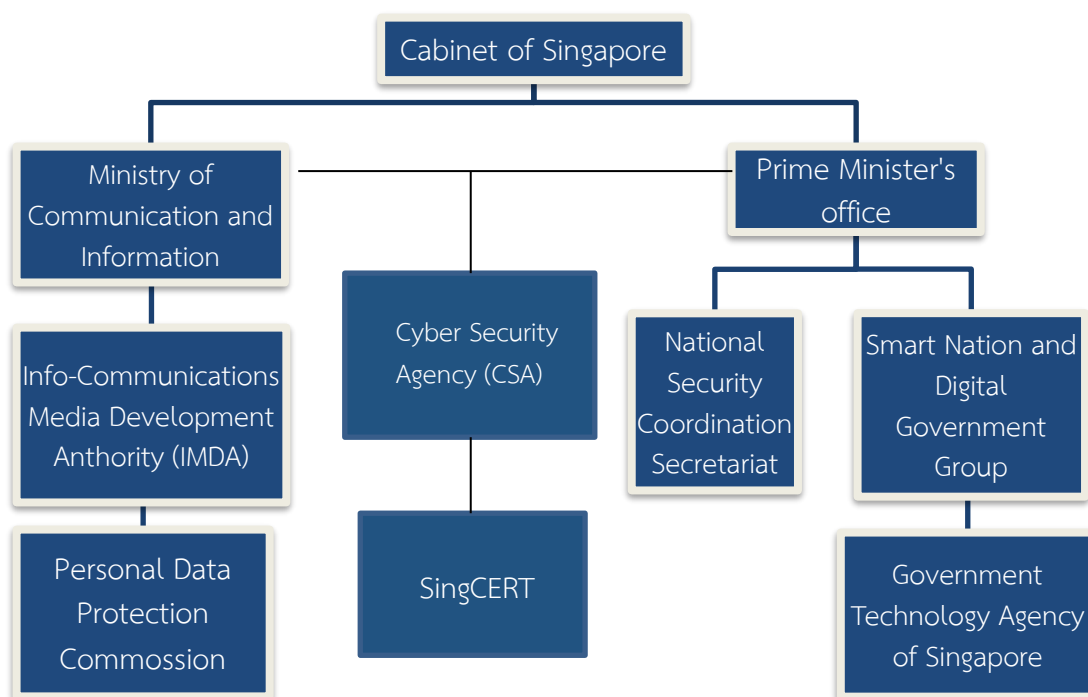 Cabinet of Singapore
Ministry of
Communication and
Information
Prime Minister's
office
Info-Communications
Media Development
Anthority (IMDA)
Cyber Security
Agency (CSA)
National
Security
Coordination
Secretariat
Smart Nation and
Digital
Government
Group
Personal Data
Protection
Commossion
SingCERT
Government
Technology Agency
of Singapore